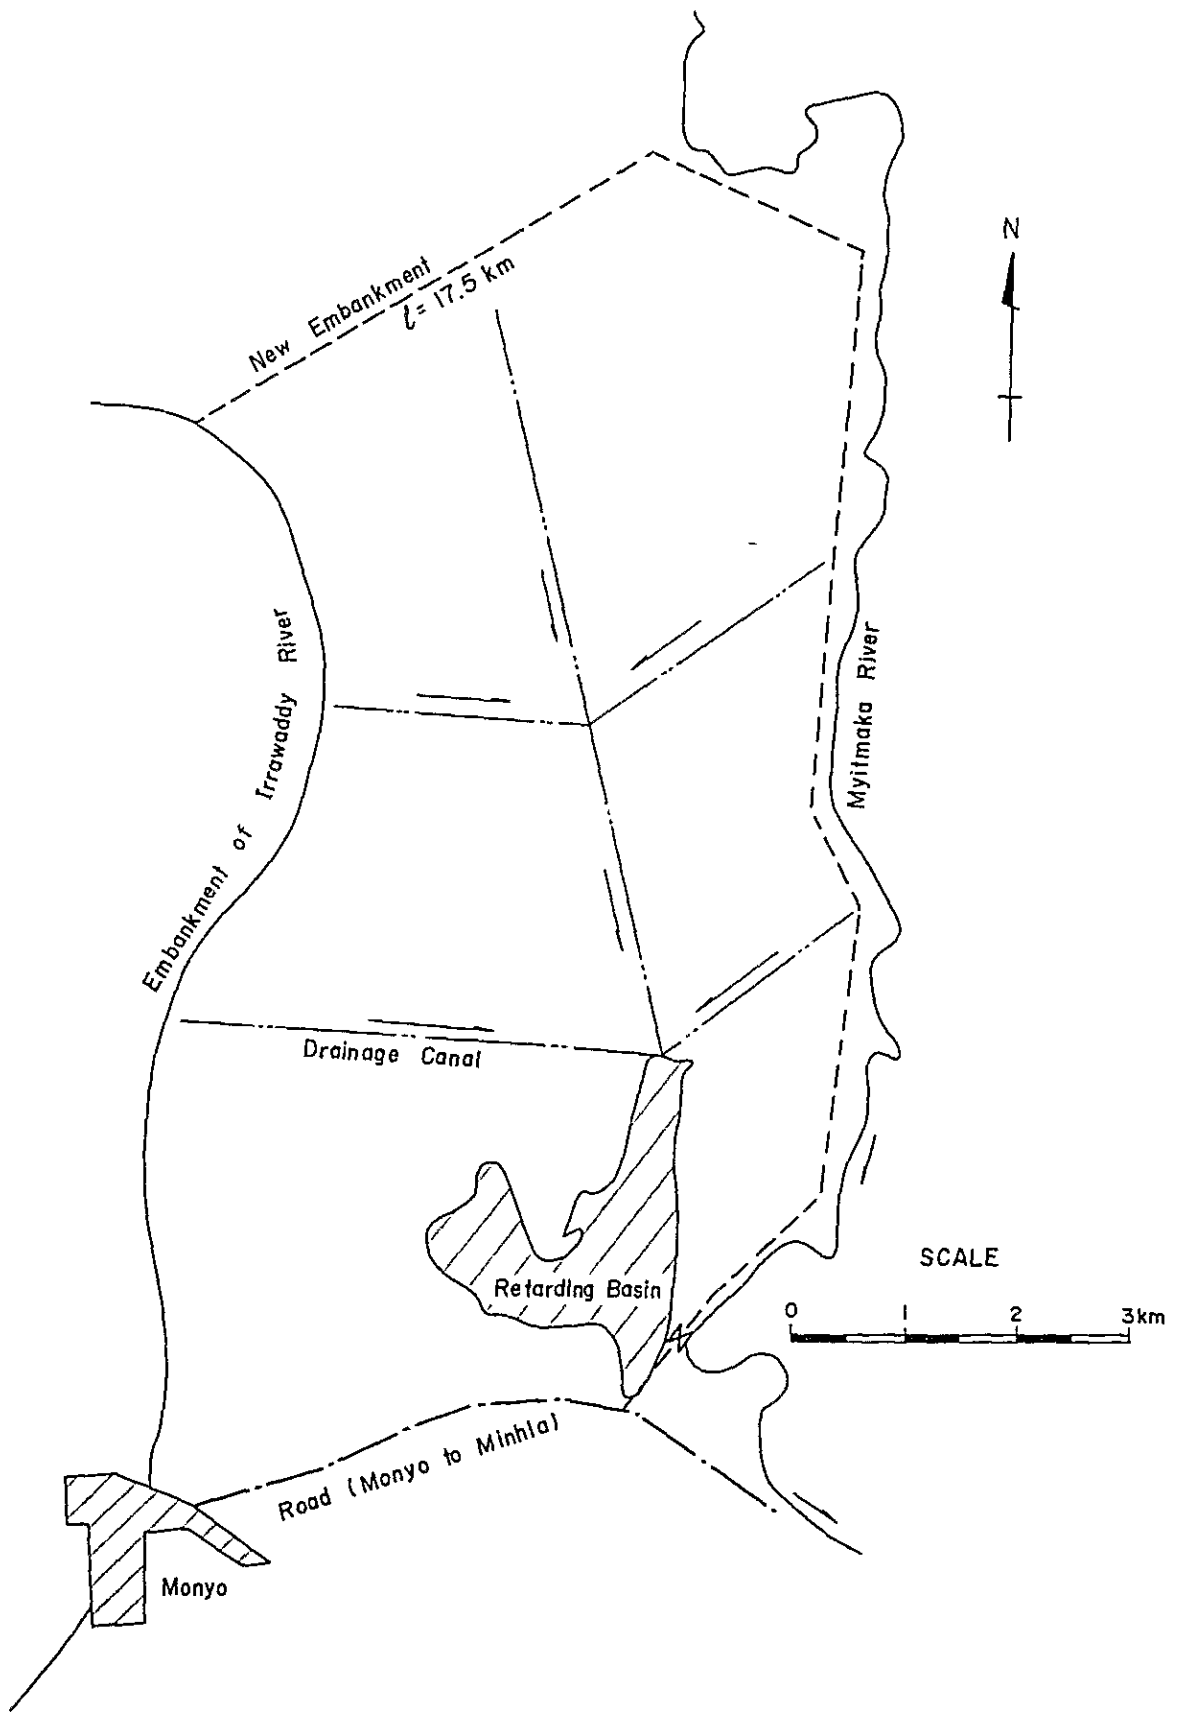 N
New Embankment
l = 17.5 km
Embankment of Irrawaddy River
Myitmaka River
Drainage Canal
Retarding Basin
SCALE
0 1 2 3km
Road (Monyo to Minhla)
Monyo